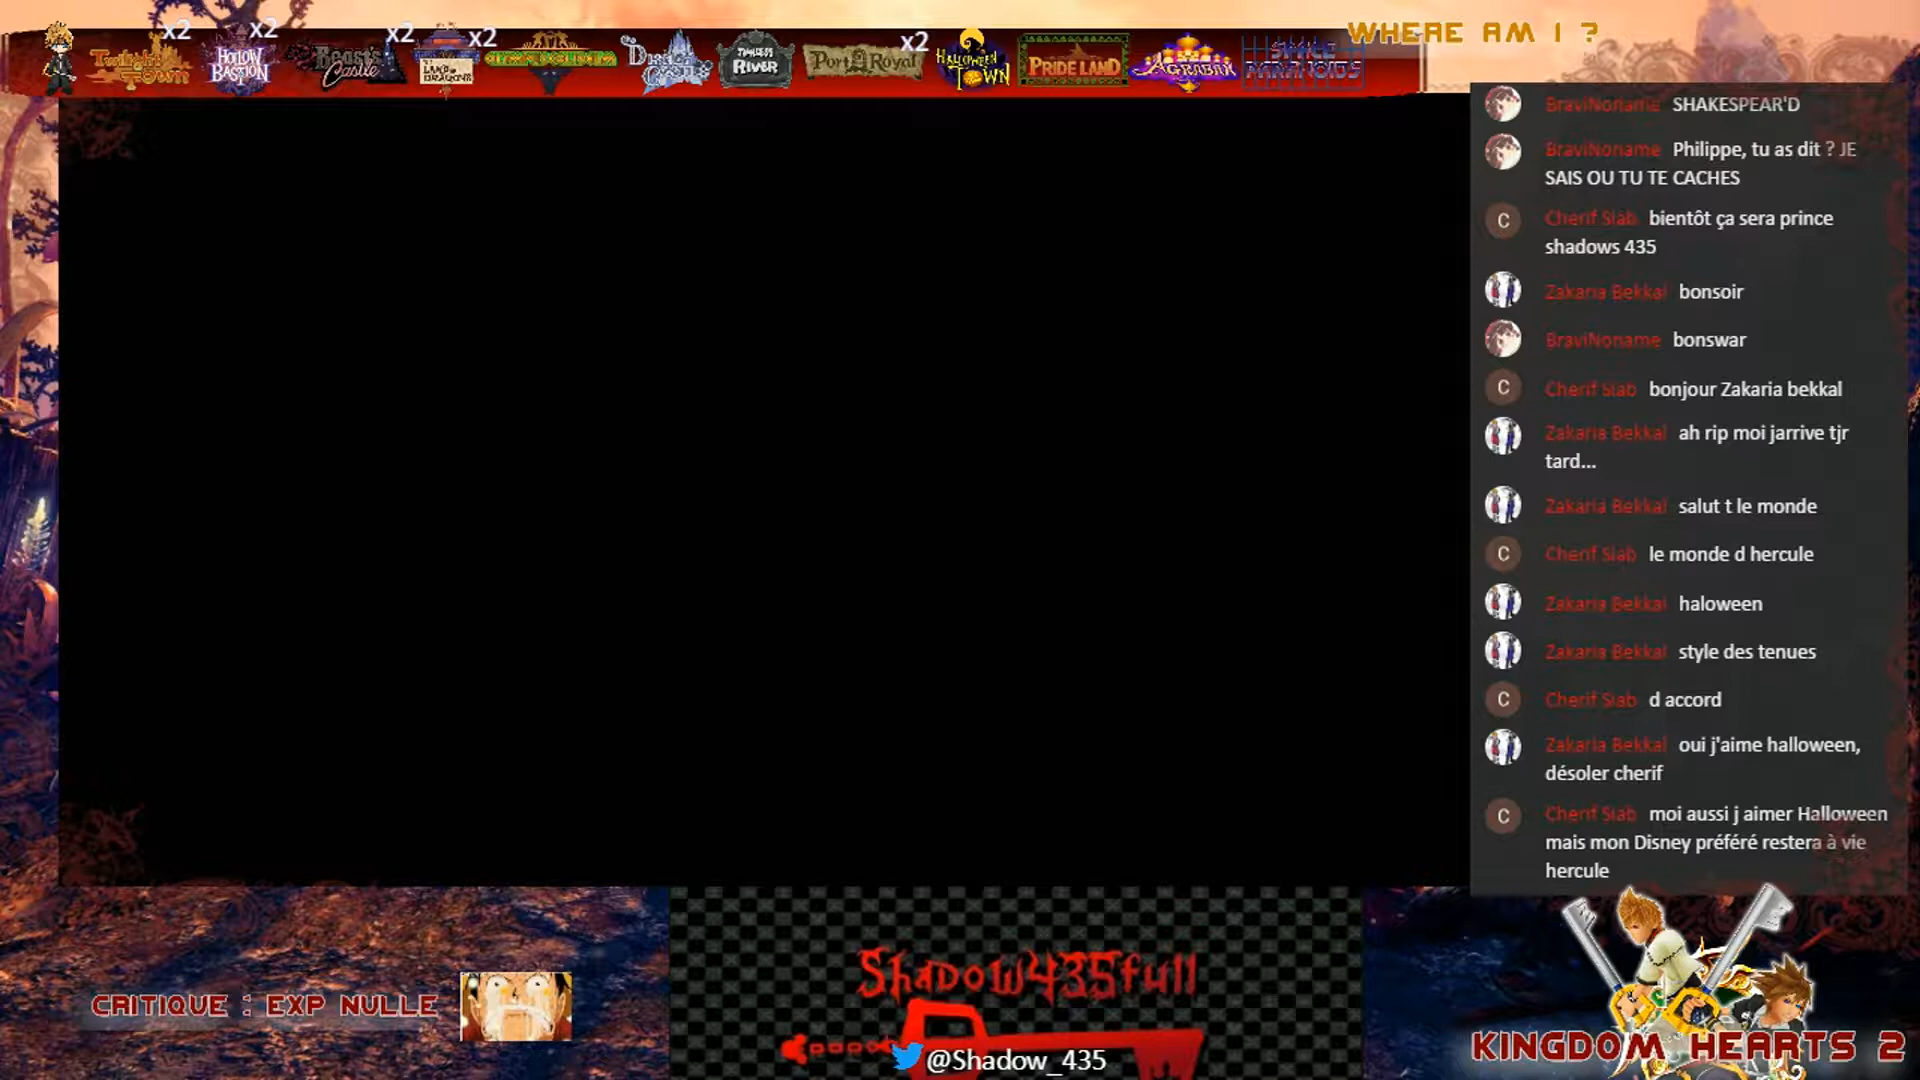 WHERE AM I ?
x2 x2 x2 x2 x2
Twilight Town
HOLLOW BASTION
Beast's Castle
LAND of DRAGONS
OLYMPUS COLISEUM
Disney Castle
TIMELESS RIVER
Port Royal
HALLOWEEN TOWN
PRIDE LAND
AGRABAH
SPACE PARANOIDS
BraviNoname SHAKESPEAR'D
BraviNoname Philippe, tu as dit ? JE
SAIS OU TU TE CACHES
C Cherif Slab bientôt ça sera prince
shadows 435
Zakaria Bekkal bonsoir
BraviNoname bonswar
C Cherif Slab bonjour Zakaria bekkal
Zakaria Bekkal ah rip moi jarrive tjr
tard...
Zakaria Bekkal salut t le monde
C Cherif Slab le monde d hercule
Zakaria Bekkal haloween
Zakaria Bekkal style des tenues
C Cherif Slab d accord
Zakaria Bekkal oui j'aime halloween,
désoler cherif
C Cherif Slab moi aussi j aimer Halloween
mais mon Disney préféré restera à vie
hercule
CRITIQUE : EXP NULLE
Shadow435full
@Shadow_435
KINGDOM HEARTS 2